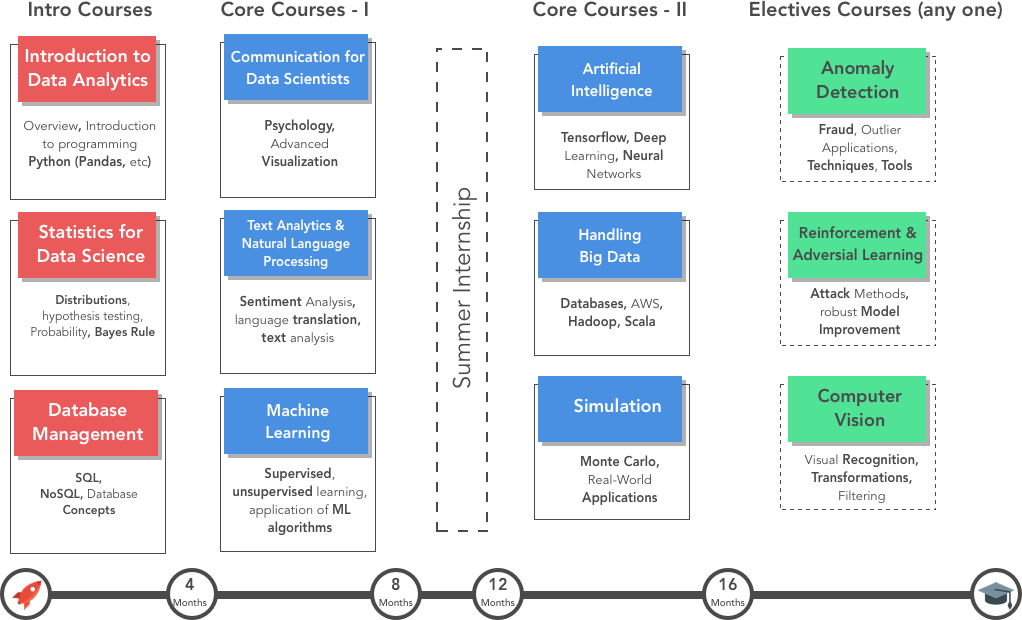 Intro Courses
Core Courses - I
Core Courses - II
Electives Courses (any one)
Introduction to
Data Analytics
Overview, Introduction
to programming
Python (Pandas, etc)
Statistics for
Data Science
Distributions,
hypothesis testing,
Probability, Bayes Rule
Database
Management
SQL,
NoSQL, Database
Concepts
Communication for
Data Scientists
Psychology,
Advanced
Visualization
Text Analytics &
Natural Language
Processing
Sentiment Analysis,
language translation,
text analysis
Machine
Learning
Supervised,
unsupervised learning,
application of ML
algorithms
Summer Internship
Artificial
Intelligence
Tensorflow, Deep
Learning, Neural
Networks
Handling
Big Data
Databases, AWS,
Hadoop, Scala
Simulation
Monte Carlo,
Real-World
Applications
Anomaly
Detection
Fraud, Outlier
Applications,
Techniques, Tools
Reinforcement &
Adversial Learning
Attack Methods,
robust Model
Improvement
Computer
Vision
Visual Recognition,
Transformations,
Filtering
4
Months
8
Months
12
Months
16
Months